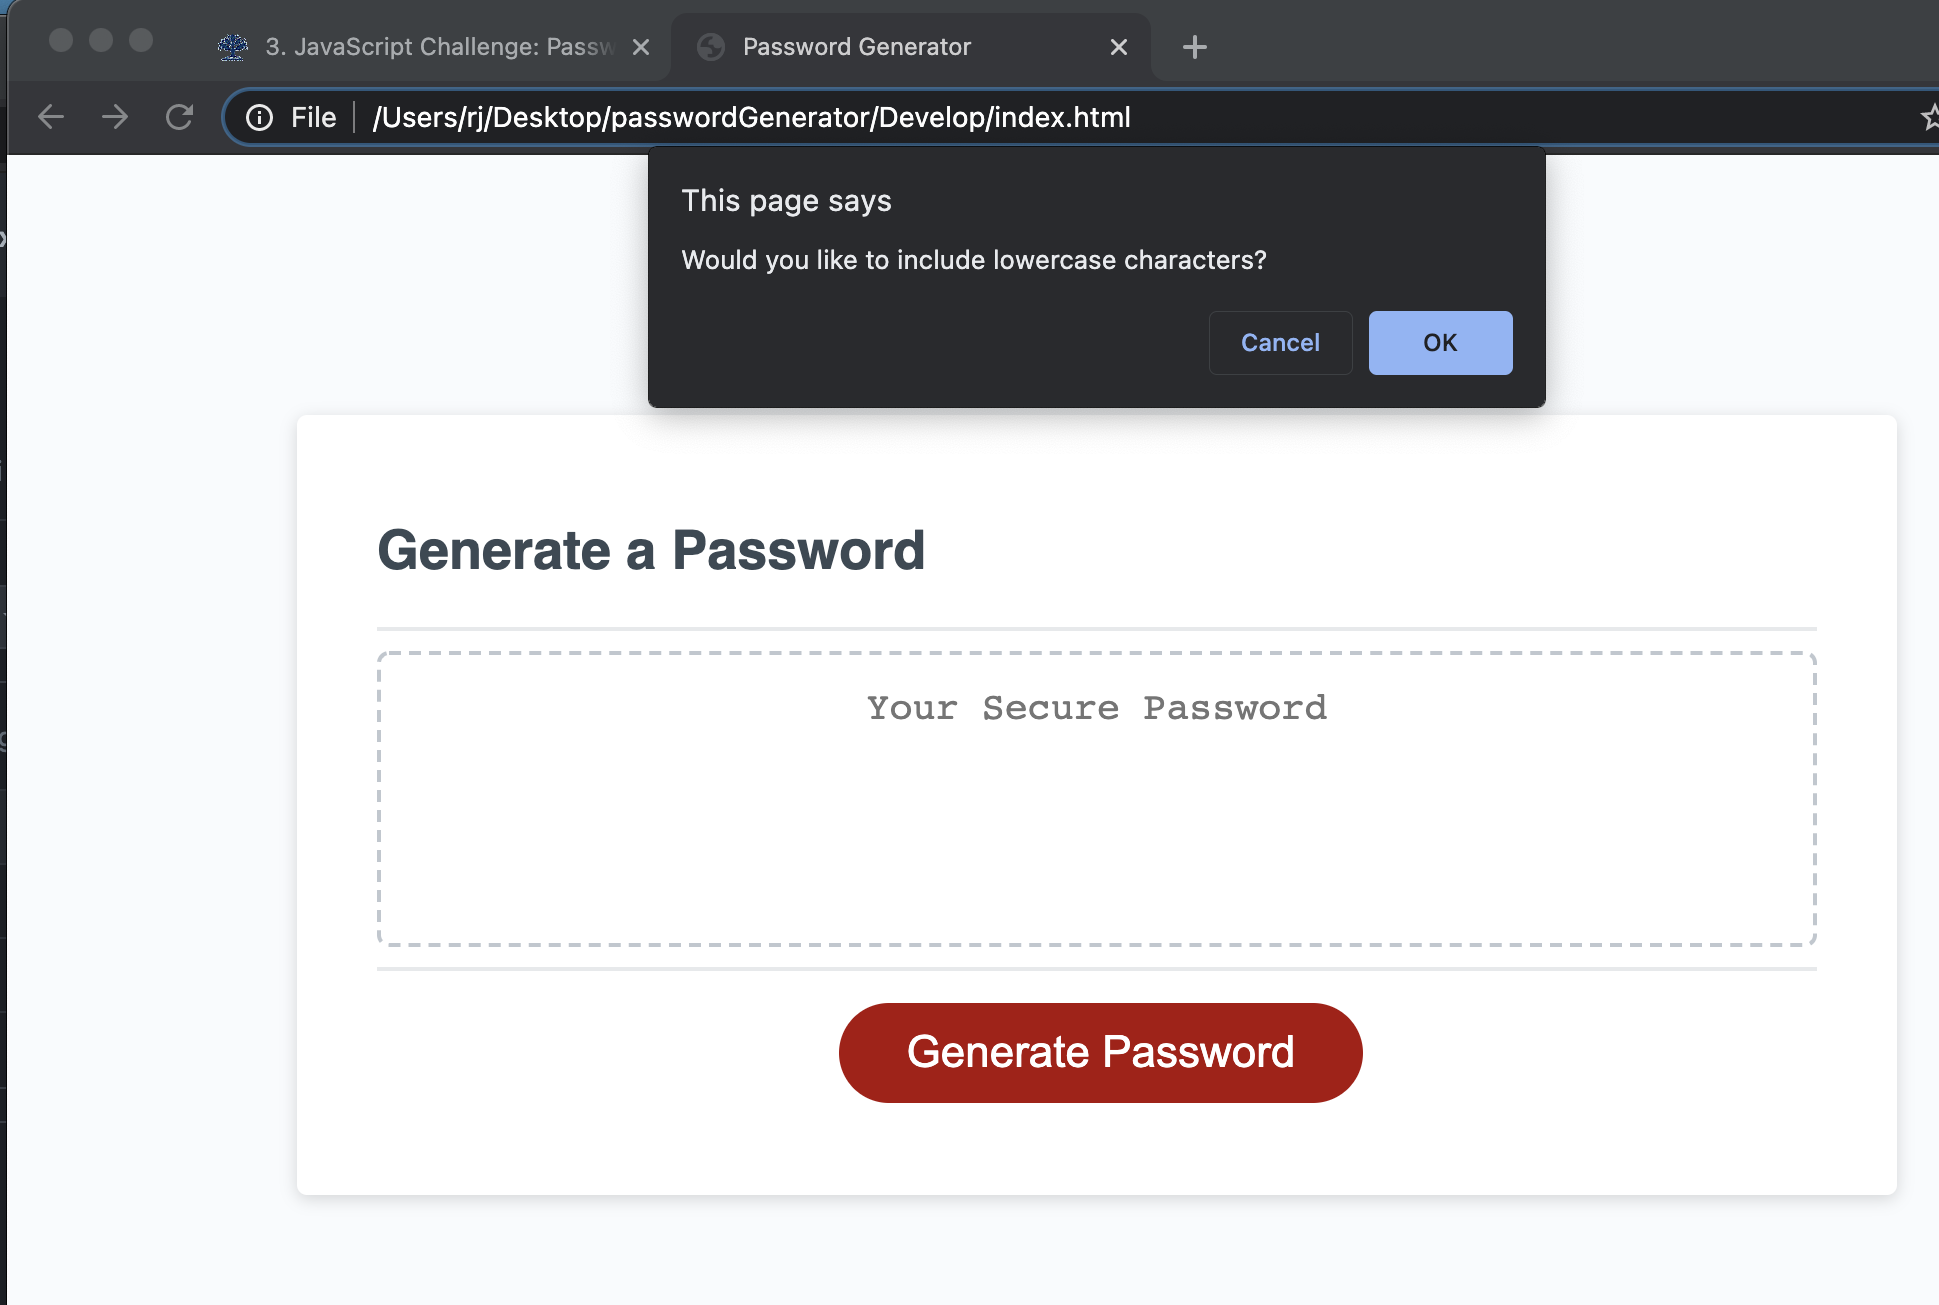 3. JavaScript Challenge: Passw
Password Generator
File /Users/rj/Desktop/passwordGenerator/Develop/index.html
This page says
Would you like to include lowercase characters?
Cancel OK
Generate a Password
Your Secure Password
Generate Password